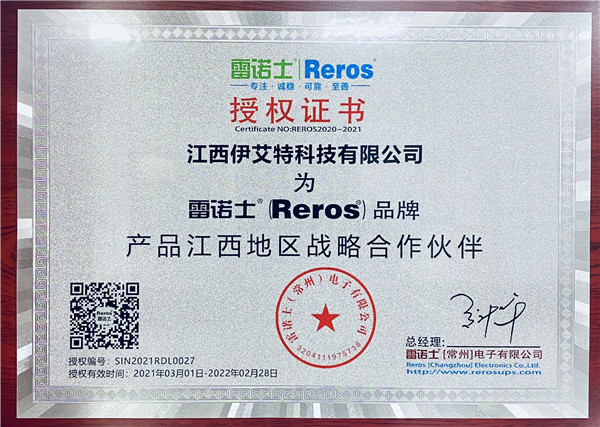 雷诺士 Reros®
专注·诚稳·可靠·至善
授权证书
Certificate NO:REROS2020-2021
江西伊艾特科技有限公司
为
雷诺士®(Reros®)品牌
产品江西地区战略合作伙伴
Reros®
雷诺士
雷诺士(常州)电子有限公司
3204111975738
总经理:
授权编号：SIN2021RDL0027
授权有效时间：2021年03月01日-2022年02月28日
雷诺士[常州]电子有限公司
Reros [Changzhou] Electronics Co.,Ltd.
http://www.rerosups.com